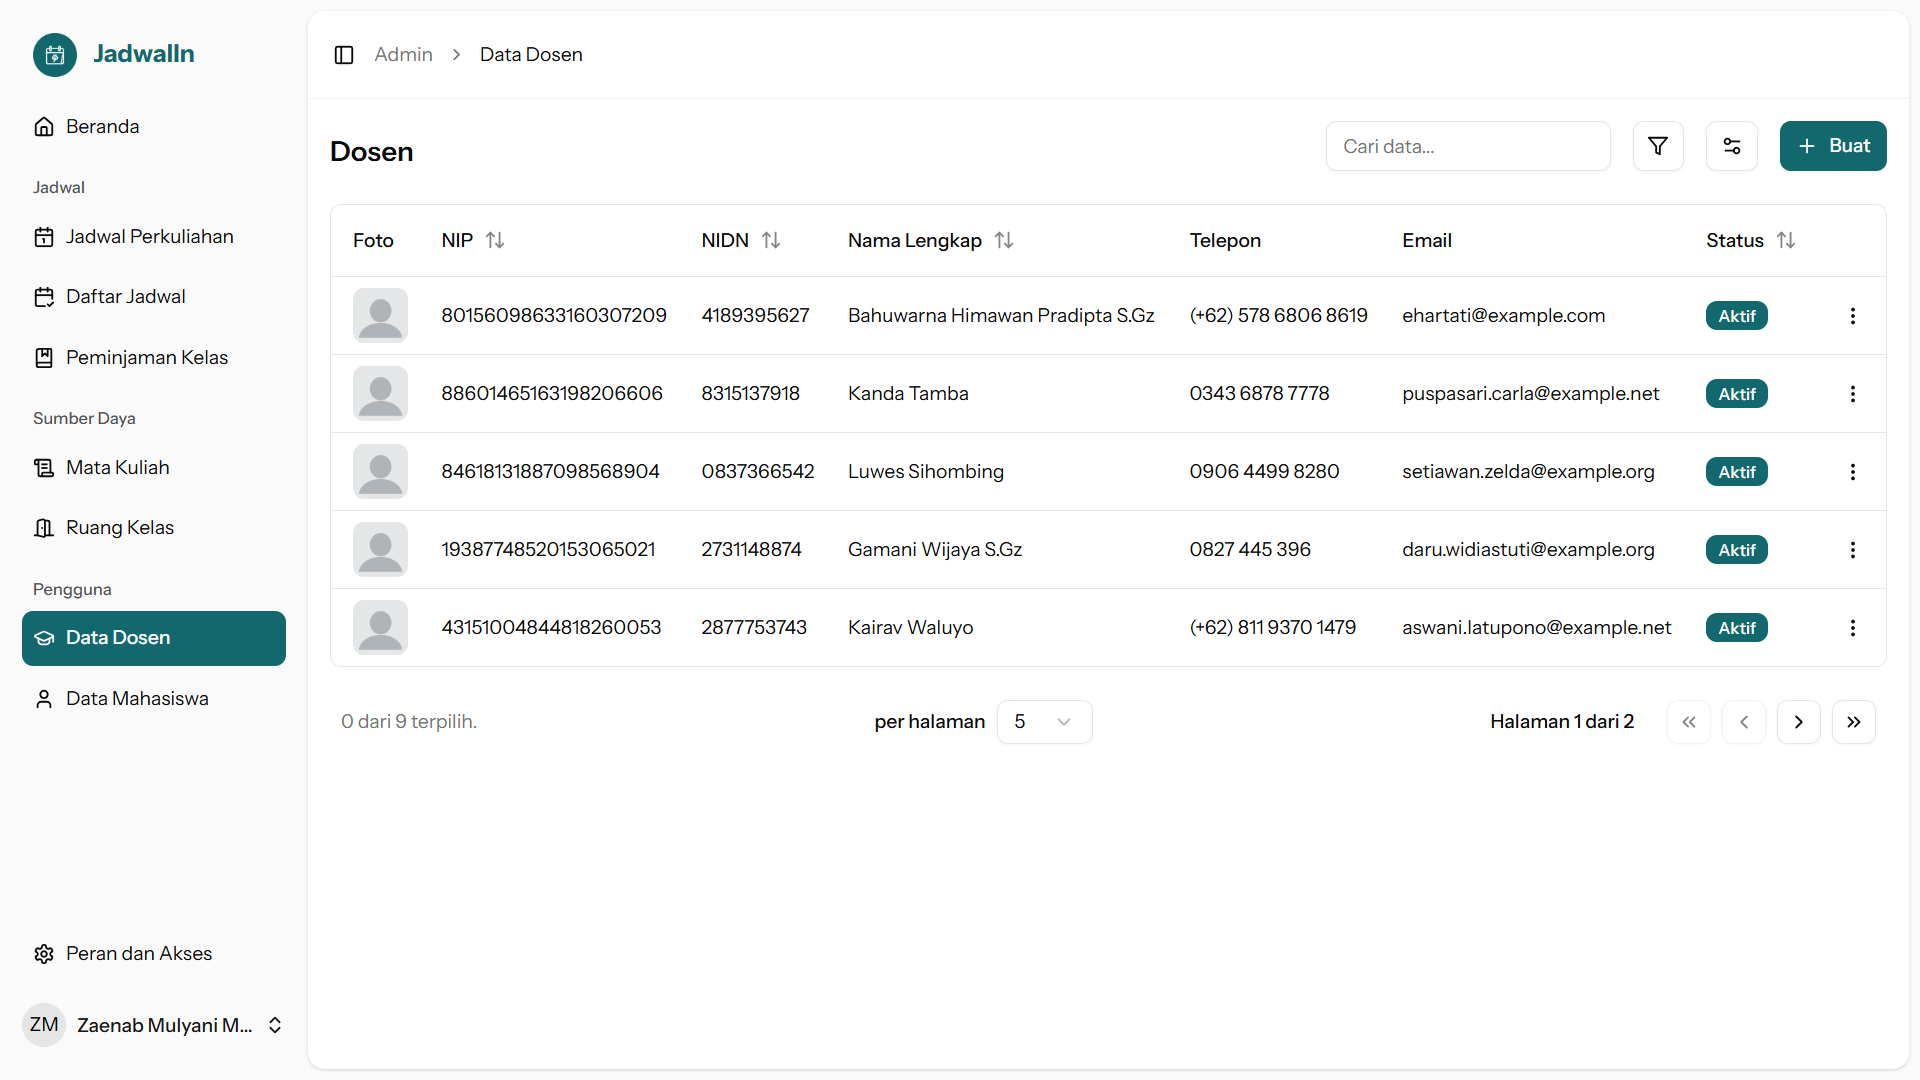 JadwalIn
Beranda
Jadwal
Jadwal Perkuliahan
Daftar Jadwal
Peminjaman Kelas
Sumber Daya
Mata Kuliah
Ruang Kelas
Pengguna
Data Dosen
Data Mahasiswa
Peran dan Akses
ZM Zaenab Mulyani M...
Admin > Data Dosen
Dosen
Cari data...
+ Buat
Foto NIP NIDN Nama Lengkap Telepon Email Status
80156098633160307209 4189395627 Bahuwarna Himawan Pradipta S.Gz (+62) 578 6806 8619 ehartati@example.com Aktif
88601465163198206606 8315137918 Kanda Tamba 0343 6878 7778 puspasari.carla@example.net Aktif
84618131887098568904 0837366542 Luwes Sihombing 0906 4499 8280 setiawan.zelda@example.org Aktif
19387748520153065021 2731148874 Gamani Wijaya S.Gz 0827 445 396 daru.widiastuti@example.org Aktif
43151004844818260053 2877753743 Kairav Waluyo (+62) 811 9370 1479 aswani.latupono@example.net Aktif
0 dari 9 terpilih.
per halaman 5
Halaman 1 dari 2